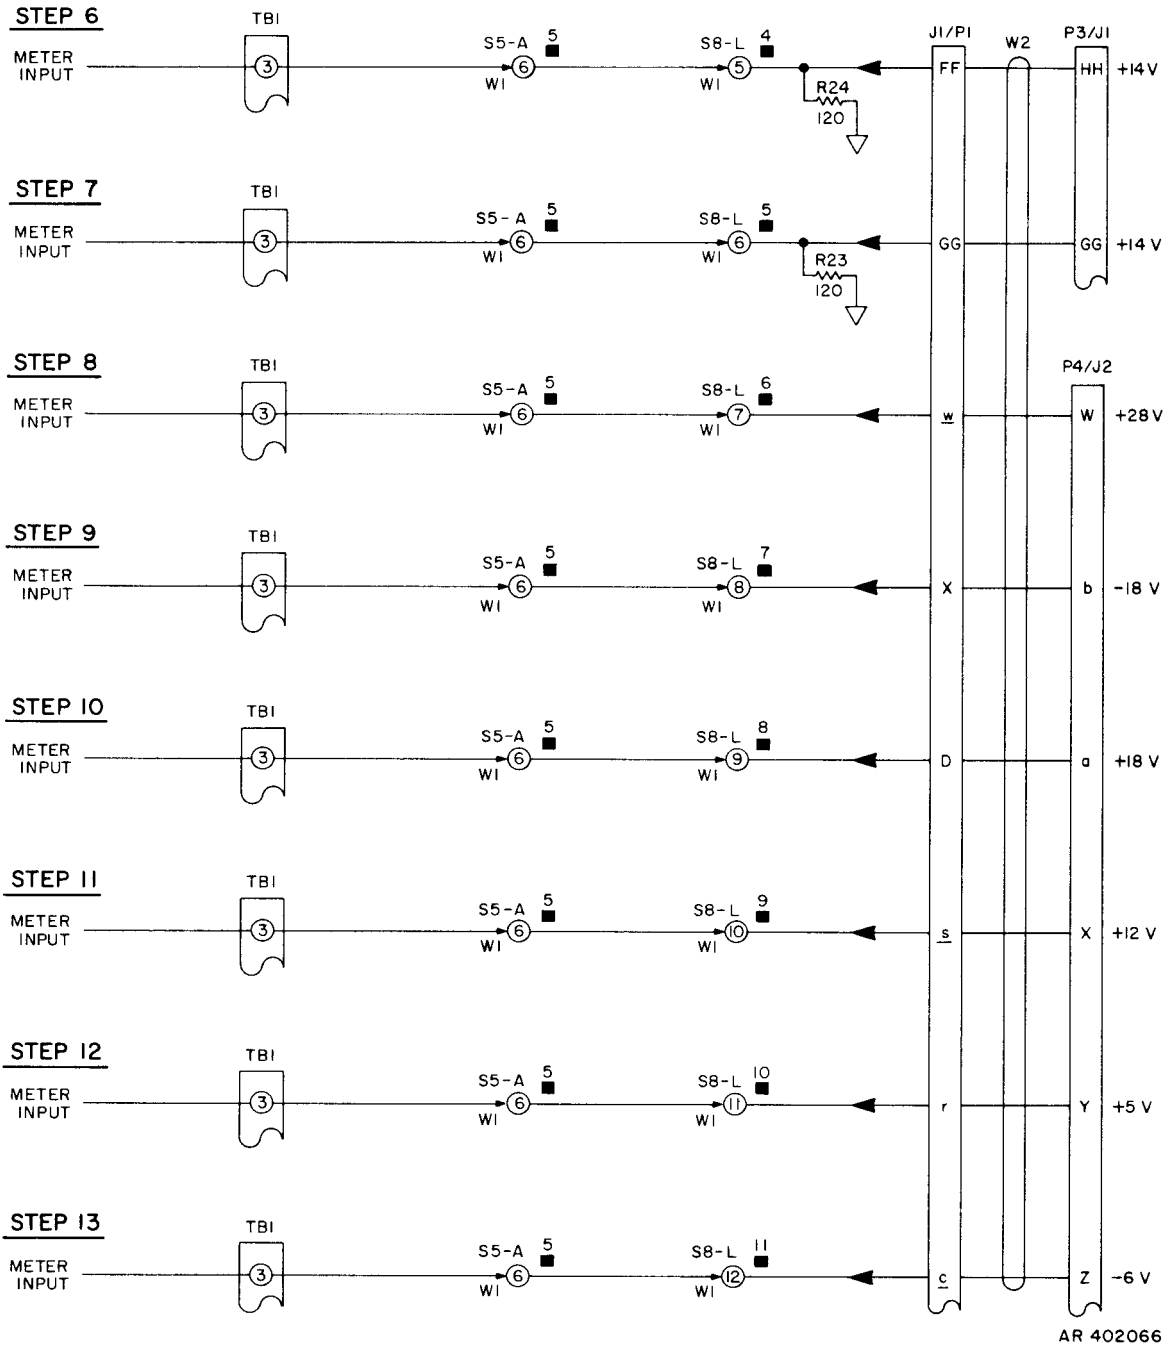 STEP 6
TB1
S5-A 5
S8-L 4
J1/P1
W2
P3/J1
METER INPUT
3
6
W1
5
W1
FF
HH
+14V
R24
120
STEP 7
TB1
S5-A 5
S8-L 5
METER INPUT
3
6
W1
6
W1
GG
GG
+14 V
R23
120
STEP 8
TB1
S5-A 5
S8-L 6
P4/J2
METER INPUT
3
6
W1
7
W1
w
W
+28V
STEP 9
TB1
S5-A 5
S8-L 7
METER INPUT
3
6
W1
8
W1
X
b
-18 V
STEP 10
TB1
S5-A 5
S8-L 8
METER INPUT
3
6
W1
9
W1
D
a
+18 V
STEP 11
TB1
S5-A 5
S8-L 9
METER INPUT
3
6
W1
10
W1
s
X
+12 V
STEP 12
TB1
S5-A 5
S8-L 10
METER INPUT
3
6
W1
11
W1
r
Y
+5 V
STEP 13
TB1
S5-A 5
S8-L 11
METER INPUT
3
6
W1
12
W1
c
Z
-6 V
AR 402066